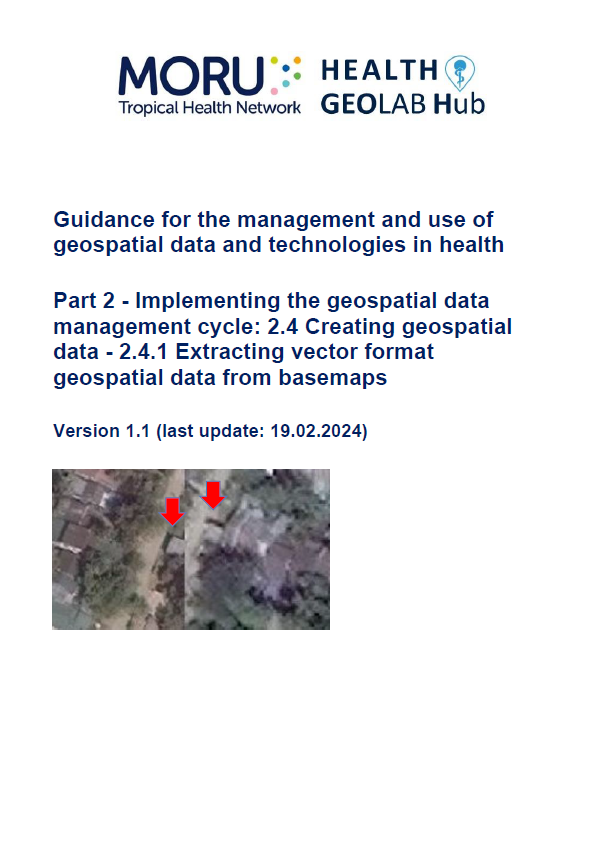 MORU
Tropical Health Network
HEALTH
GEOLAB Hub
Guidance for the management and use of
geospatial data and technologies in health
Part 2 - Implementing the geospatial data
management cycle: 2.4 Creating geospatial
data - 2.4.1 Extracting vector format
geospatial data from basemaps
Version 1.1 (last update: 19.02.2024)